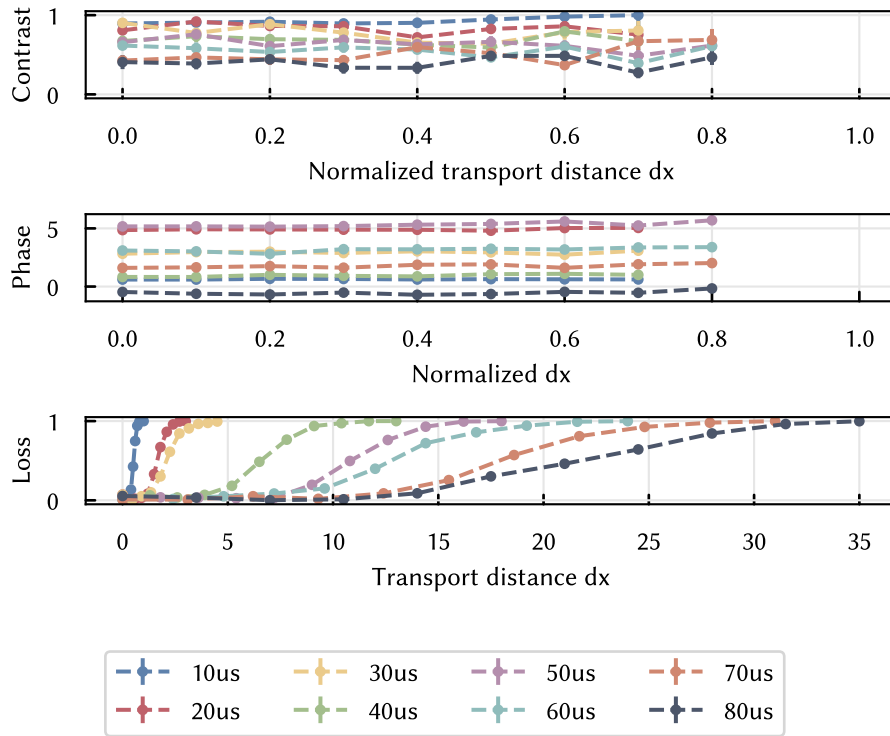 Contrast
1
0
0.0 0.2 0.4 0.6 0.8 1.0
Normalized transport distance dx
Phase
5
0
0.0 0.2 0.4 0.6 0.8 1.0
Normalized dx
Loss
1
0
0 5 10 15 20 25 30 35
Transport distance dx
10us 30us 50us 70us
20us 40us 60us 80us